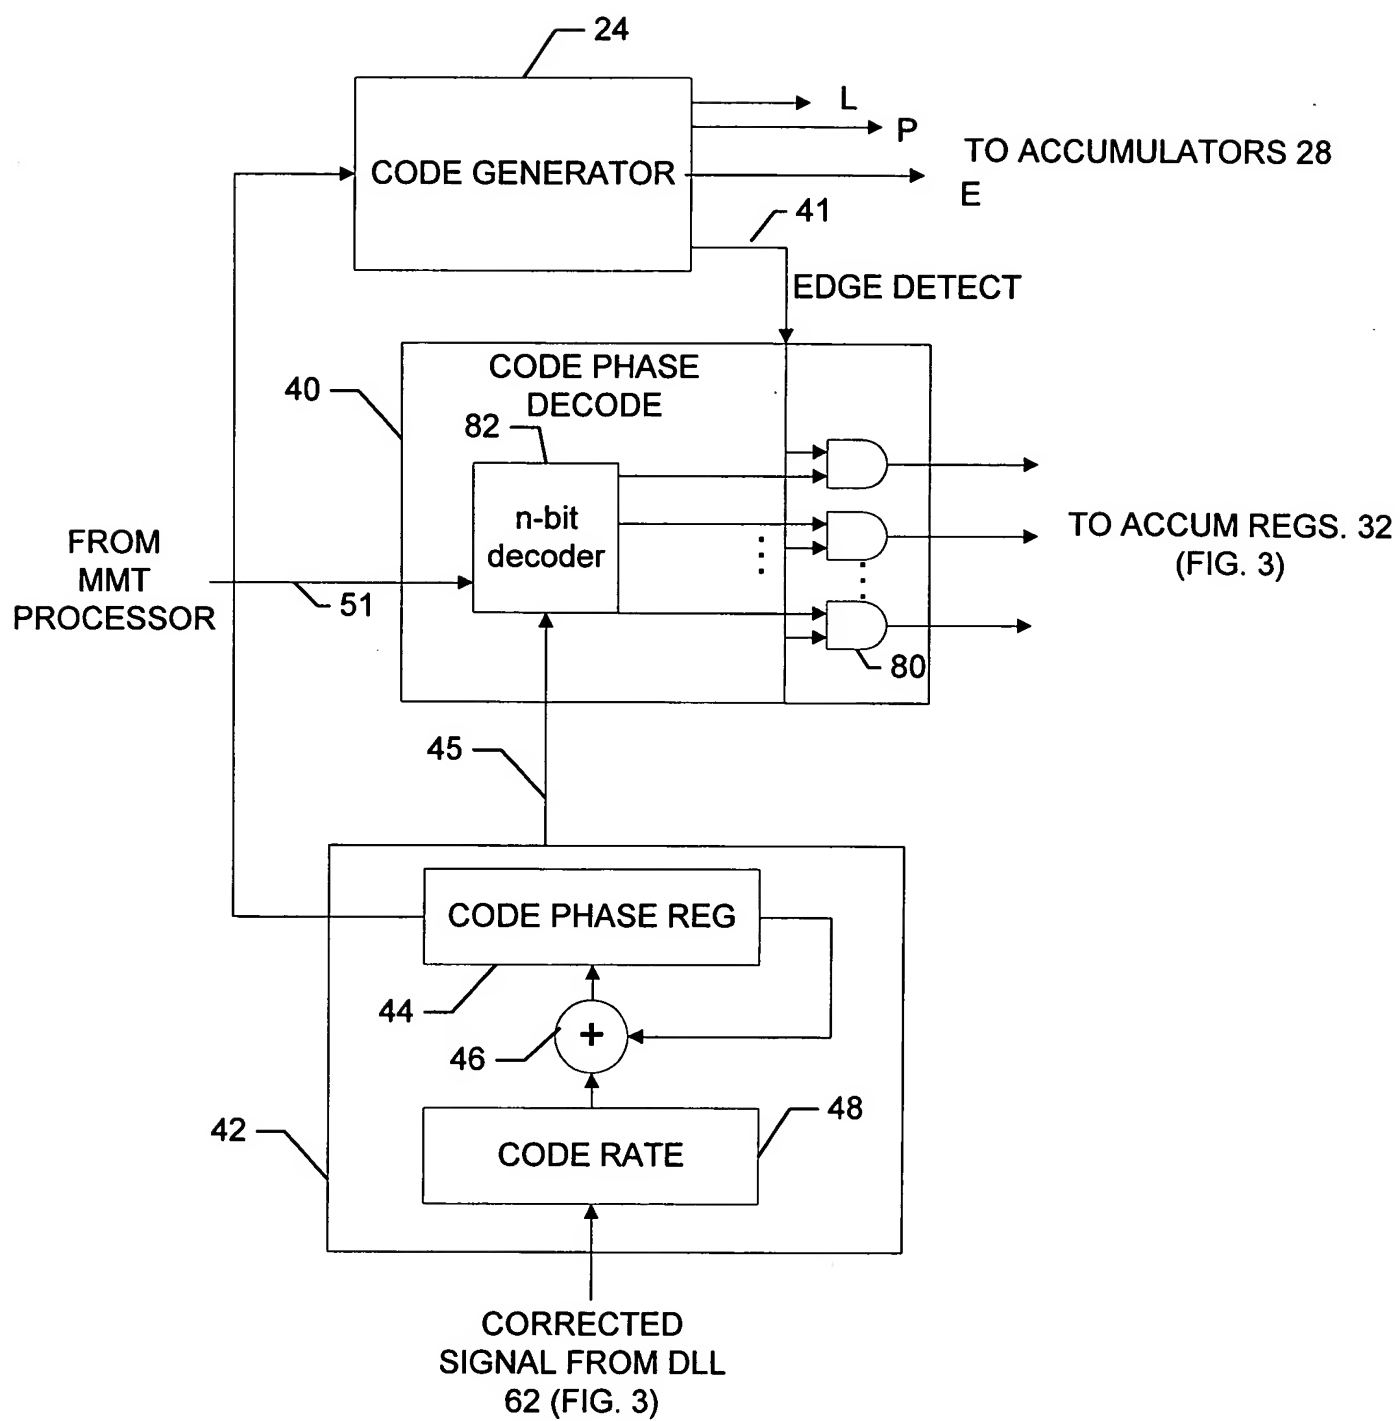 24
L
P
CODE GENERATOR
TO ACCUMULATORS 28
E
41
EDGE DETECT
CODE PHASE
DECODE
40
82
n-bit
decoder
FROM
MMT
PROCESSOR
51
TO ACCUM REGS. 32
(FIG. 3)
80
45
CODE PHASE REG
44
+
46
48
42
CODE RATE
CORRECTED
SIGNAL FROM DLL
62 (FIG. 3)